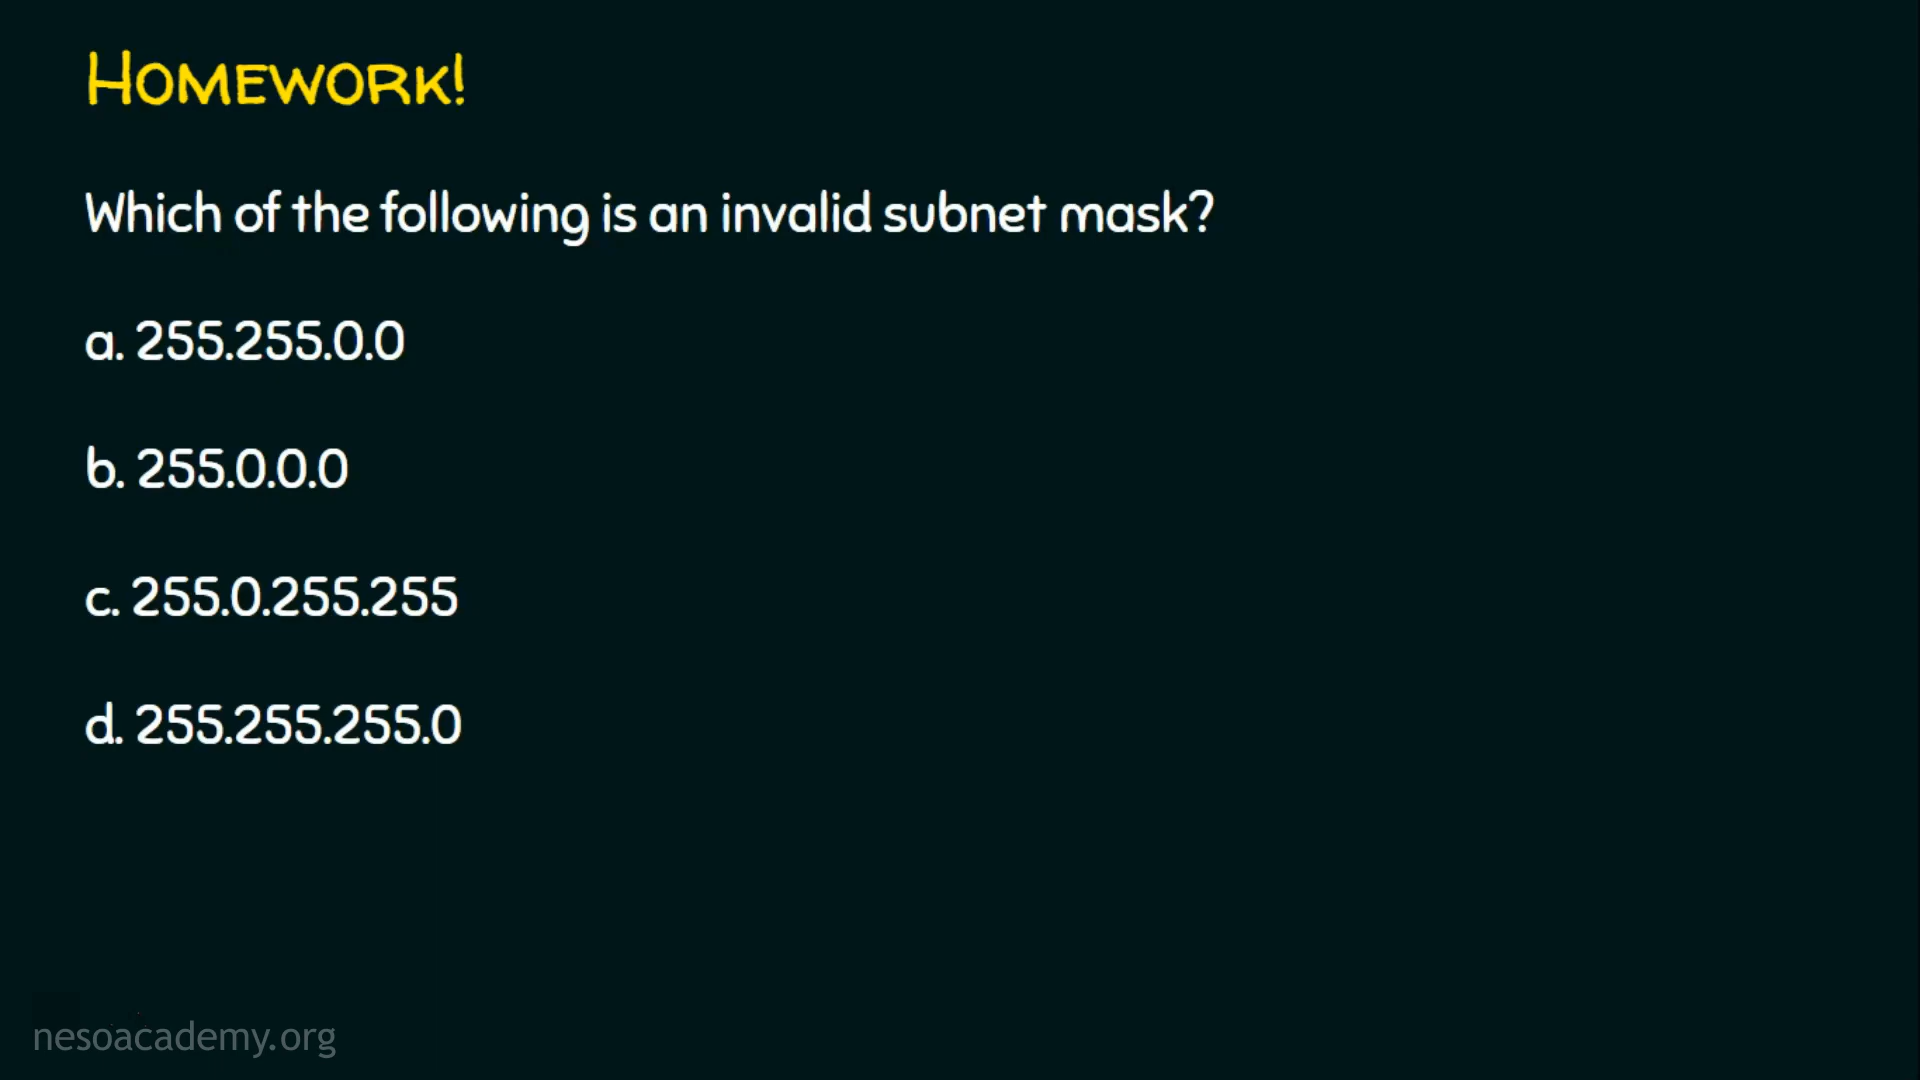 Homework!
Which of the following is an invalid subnet mask?
a. 255.255.0.0
b. 255.0.0.0
c. 255.0.255.255
d. 255.255.255.0
nesoacademy.org